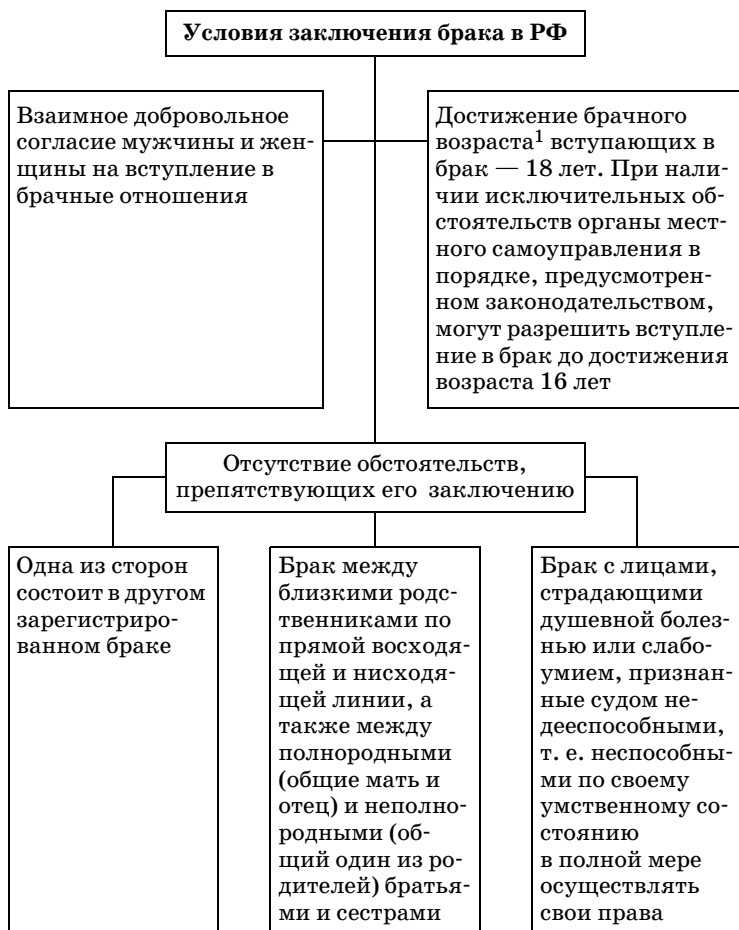 Условия заключения брака в РФ
Взаимное добровольное
согласие мужчины и жен-
щины на вступление в
брачные отношения
Достижение брачного
возраста¹ вступающих в
брак — 18 лет. При нали-
чии исключительных об-
стоятельств органы мест-
ного самоуправления в
порядке, предусмотрен-
ном законодательством,
могут разрешить вступле-
ние в брак до достижения
возраста 16 лет
Отсутствие обстоятельств,
препятствующих его заключению
Одна из сторон
состоит в другом
зарегистриро-
ванном браке
Брак между
близкими родс-
твенниками по
прямой восходя-
щей и нисходя-
щей линии, а
также между
полнородными
(общие мать и
отец) и неполно-
родными (об-
щий один из ро-
дителей) братья-
ми и сестрами
Брак с лицами,
страдающими
душевной болез-
нью или слабо-
умием, признан-
ные судом не-
дееспособными,
т. е. неспособны-
ми по своему
умственному со-
стоянию
в полной мере
осуществлять
свои права